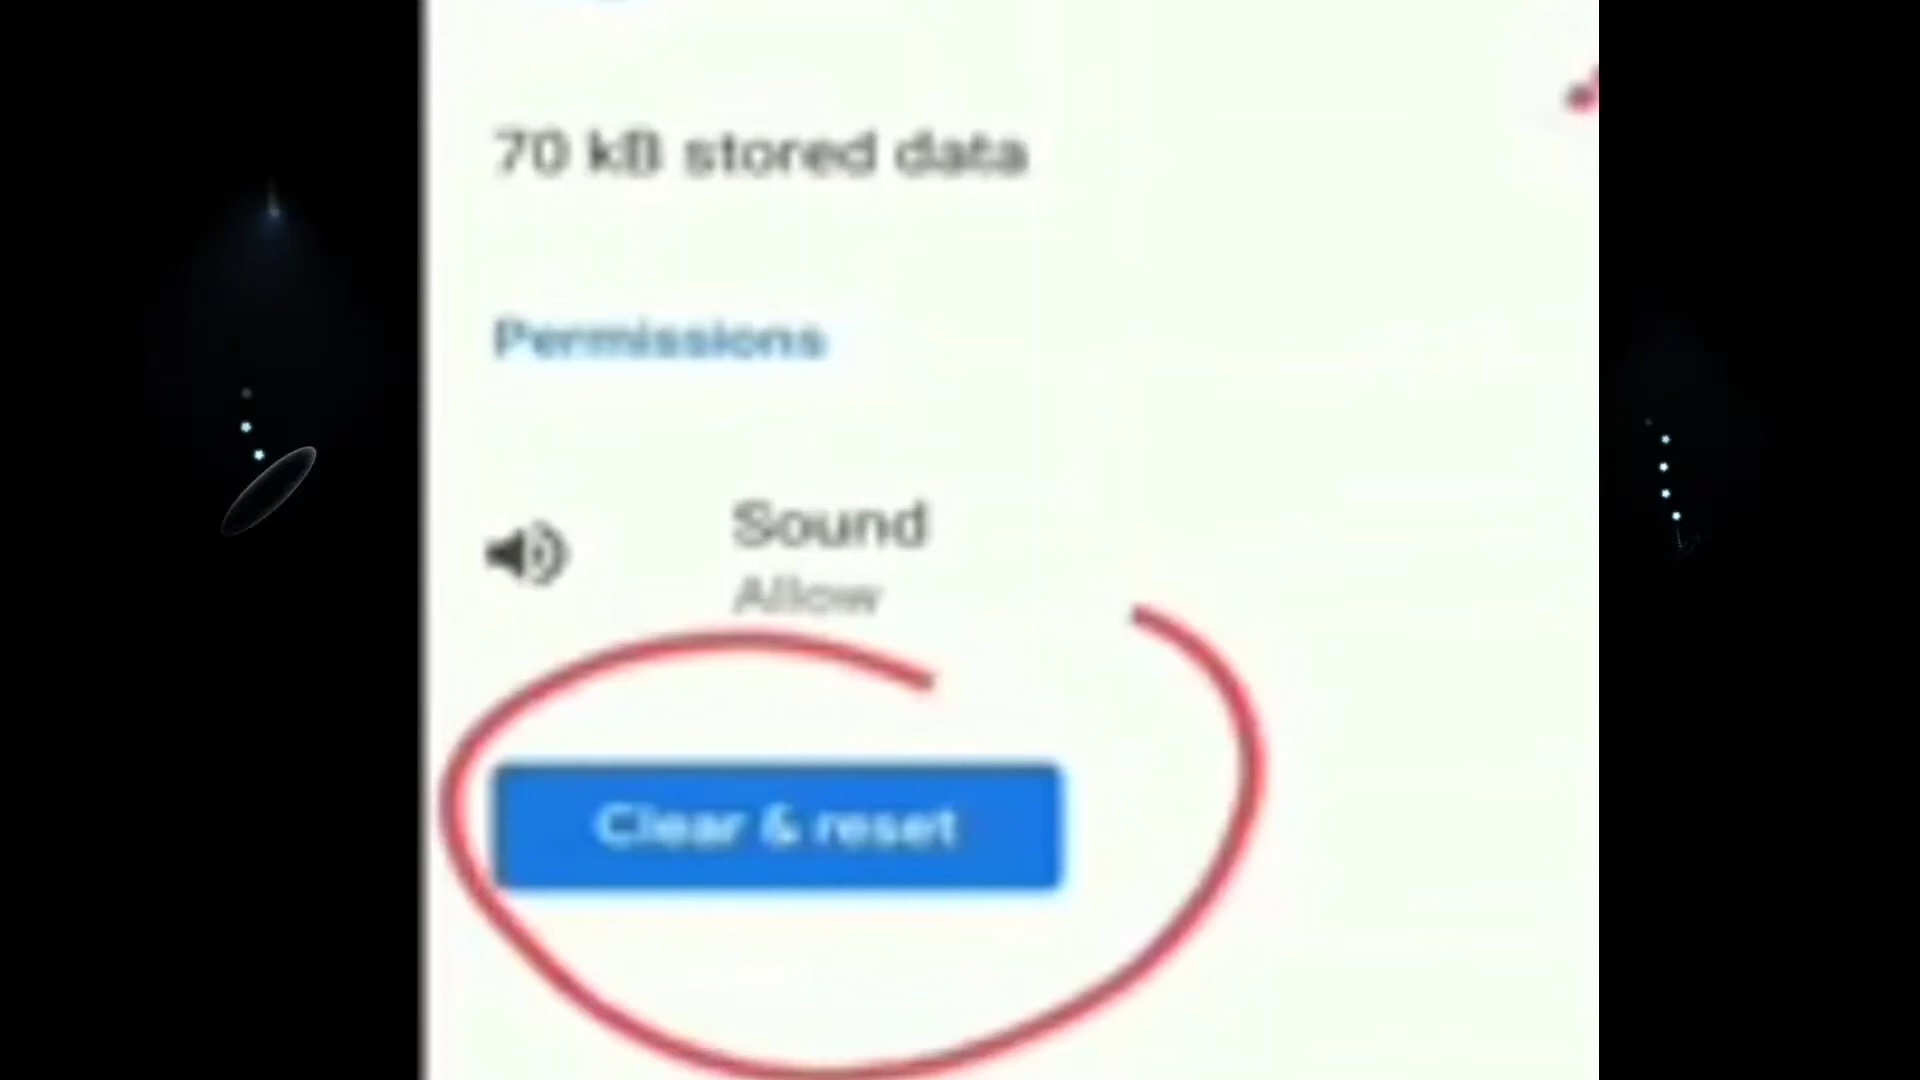 70 kB stored data
Permissions
Sound
Allow
Clear & reset